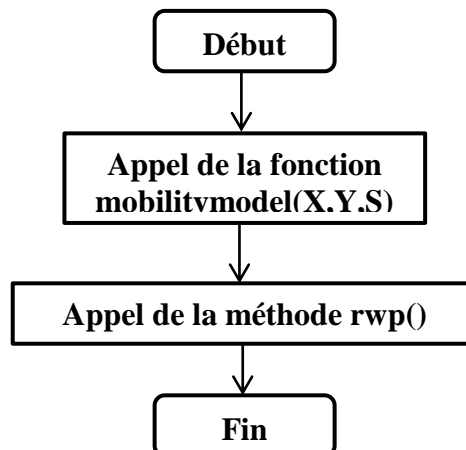 Début
Appel de la fonction
mobilitymodel(X,Y,S)
Appel de la méthode rwp()
Fin